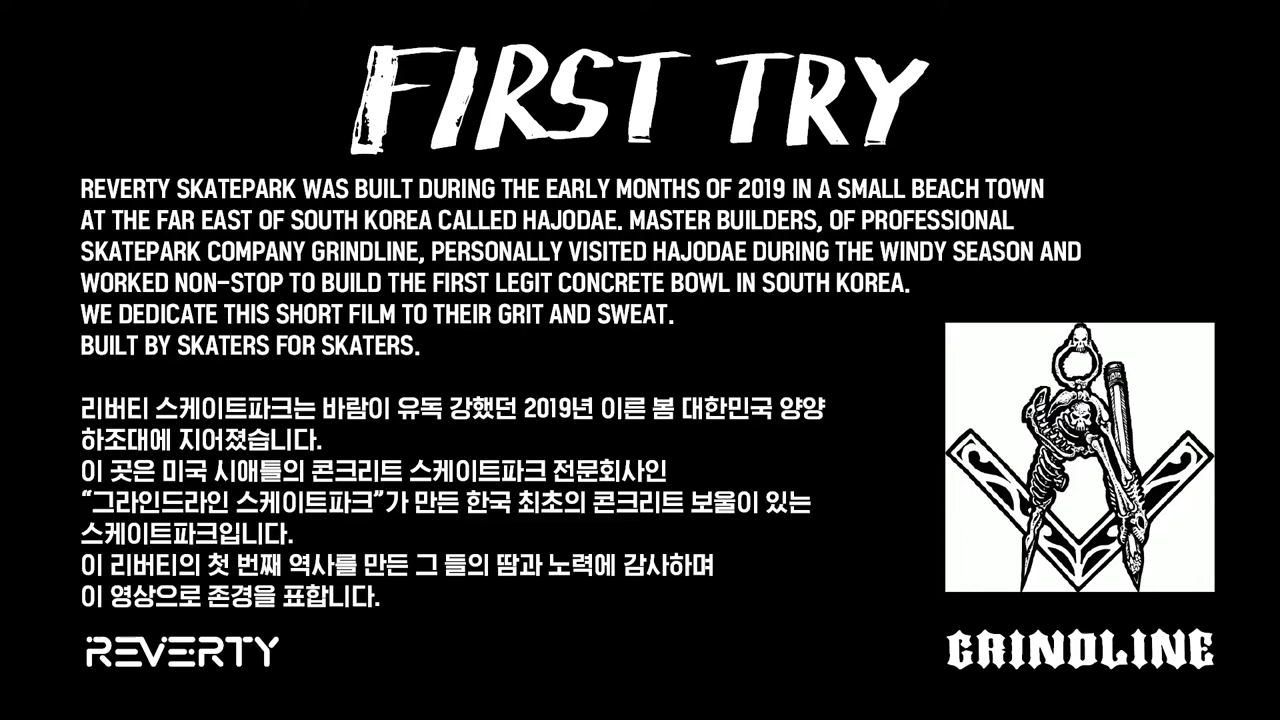 FIRST TRY
REVERTY SKATEPARK WAS BUILT DURING THE EARLY MONTHS OF 2019 IN A SMALL BEACH TOWN
AT THE FAR EAST OF SOUTH KOREA CALLED HAJODAE. MASTER BUILDERS, OF PROFESSIONAL
SKATEPARK COMPANY GRINDLINE, PERSONALLY VISITED HAJODAE DURING THE WINDY SEASON AND
WORKED NON-STOP TO BUILD THE FIRST LEGIT CONCRETE BOWL IN SOUTH KOREA.
WE DEDICATE THIS SHORT FILM TO THEIR GRIT AND SWEAT.
BUILT BY SKATERS FOR SKATERS.
리버티 스케이트파크는 바람이 유독 강했던 2019년 이른 봄 대한민국 양양
하조대에 지어졌습니다.
이 곳은 미국 시애틀의 콘크리트 스케이트파크 전문회사인
“그라인드라인 스케이트파크”가 만든 한국 최초의 콘크리트 보울이 있는
스케이트파크입니다.
이 리버티의 첫 번째 역사를 만든 그 들의 땀과 노력에 감사하며
이 영상으로 존경을 표합니다.
REVERTY
GRINDLINE